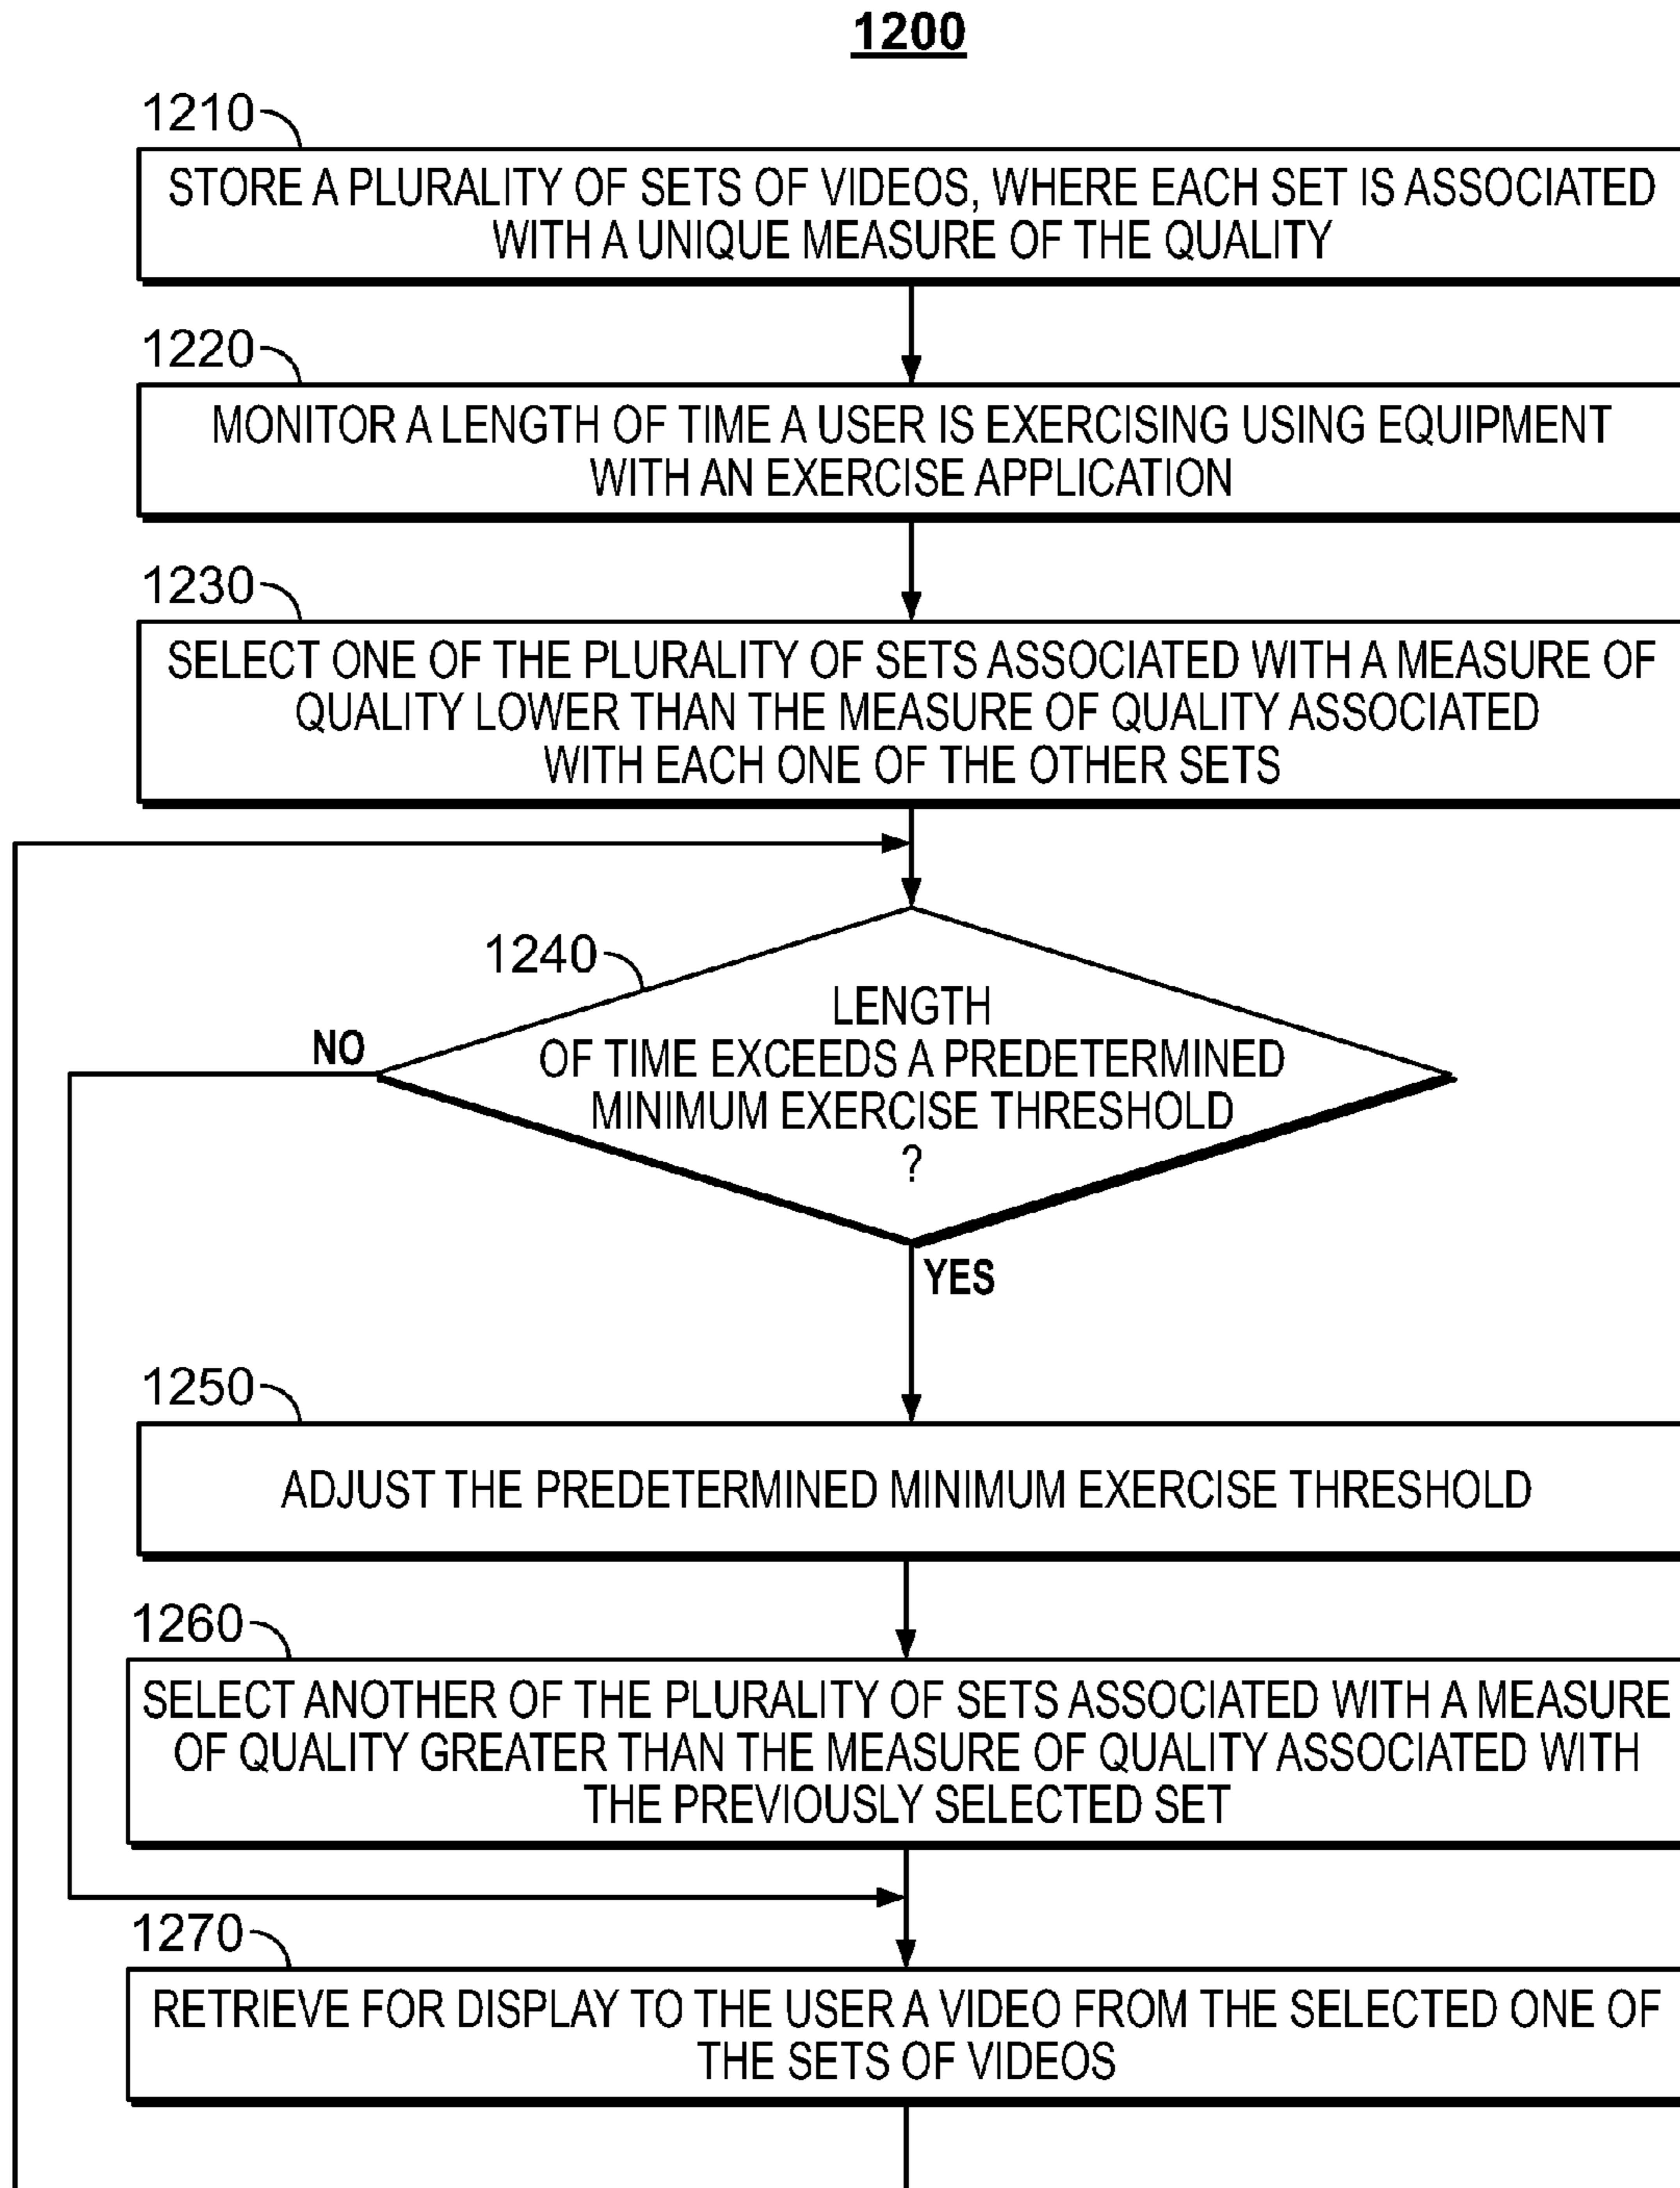 1200
1210
STORE A PLURALITY OF SETS OF VIDEOS, WHERE EACH SET IS ASSOCIATED
WITH A UNIQUE MEASURE OF THE QUALITY
1220
MONITOR A LENGTH OF TIME A USER IS EXERCISING USING EQUIPMENT
WITH AN EXERCISE APPLICATION
1230
SELECT ONE OF THE PLURALITY OF SETS ASSOCIATED WITH A MEASURE OF
QUALITY LOWER THAN THE MEASURE OF QUALITY ASSOCIATED
WITH EACH ONE OF THE OTHER SETS
1240
LENGTH
OF TIME EXCEEDS A PREDETERMINED
MINIMUM EXERCISE THRESHOLD
?
NO
YES
1250
ADJUST THE PREDETERMINED MINIMUM EXERCISE THRESHOLD
1260
SELECT ANOTHER OF THE PLURALITY OF SETS ASSOCIATED WITH A MEASURE
OF QUALITY GREATER THAN THE MEASURE OF QUALITY ASSOCIATED WITH
THE PREVIOUSLY SELECTED SET
1270
RETRIEVE FOR DISPLAY TO THE USER A VIDEO FROM THE SELECTED ONE OF
THE SETS OF VIDEOS